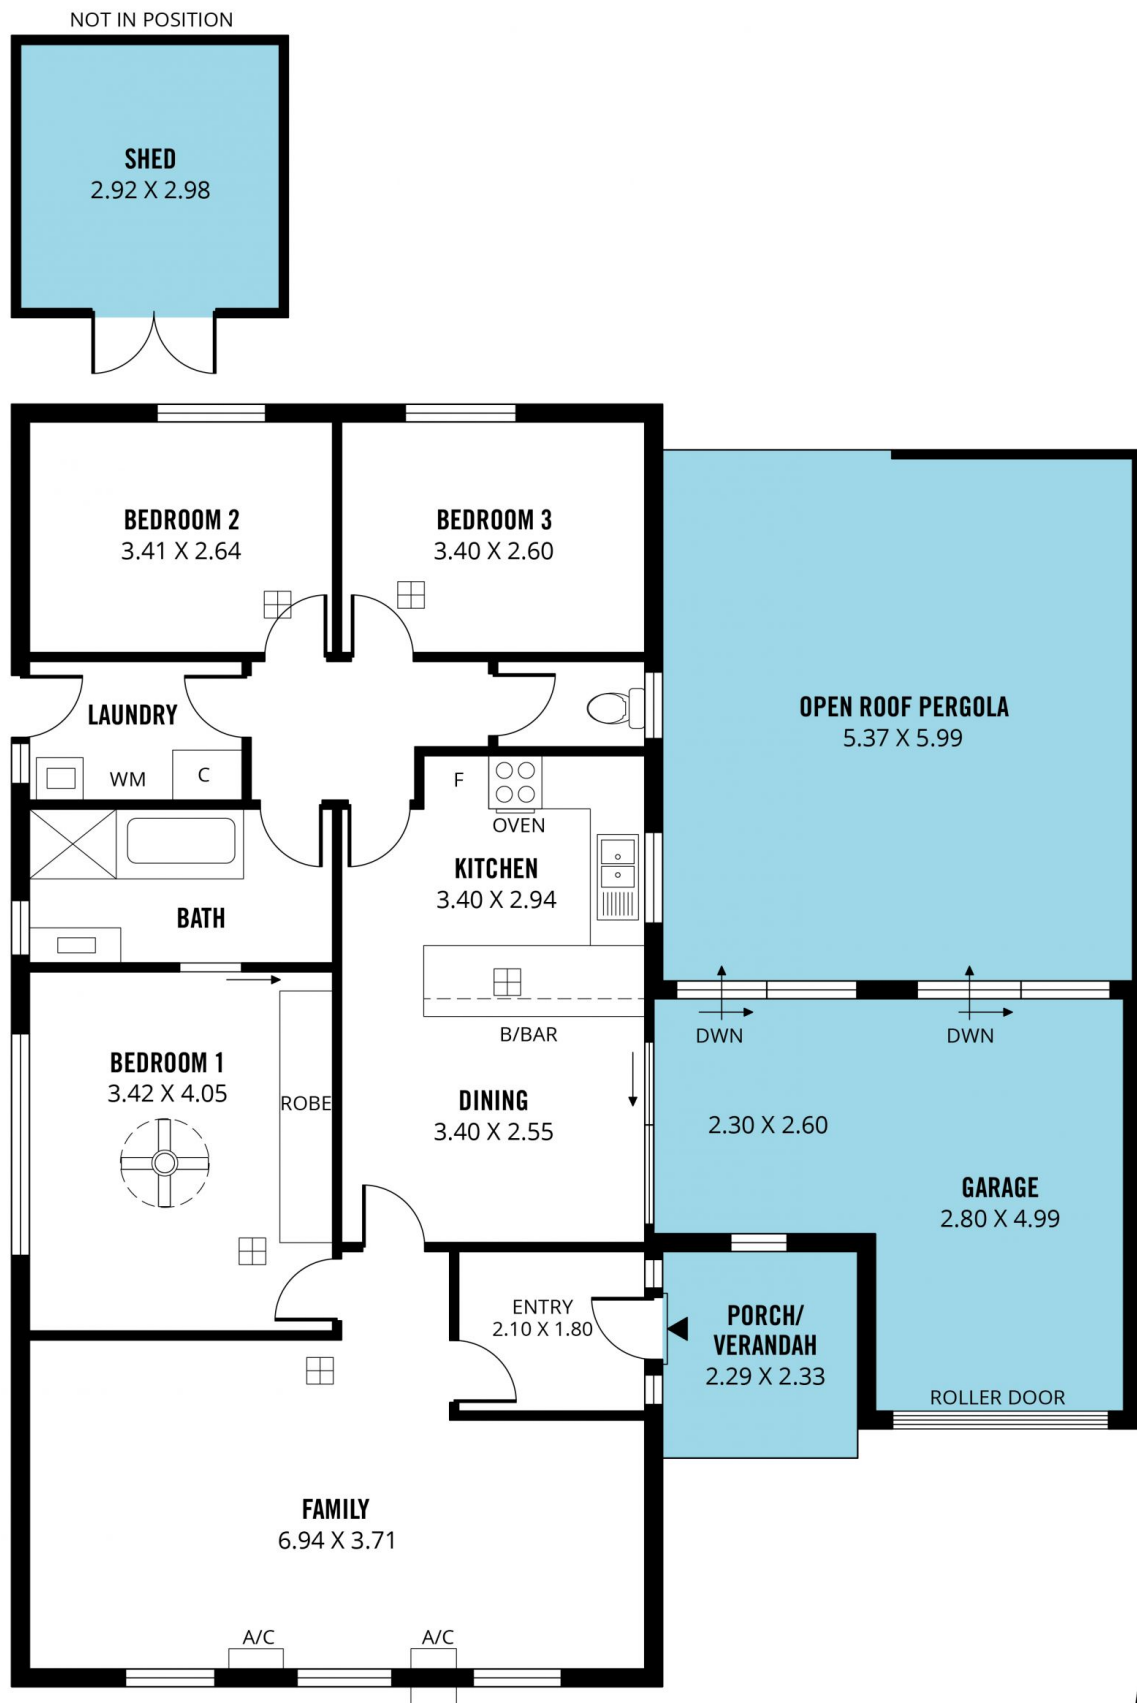 NOT IN POSITION
SHED
2.92 X 2.98
BEDROOM 2
3.41 X 2.64
BEDROOM 3
3.40 X 2.60
OPEN ROOF PERGOLA
5.37 X 5.99
LAUNDRY
WM
C
F
OVEN
KITCHEN
3.40 X 2.94
BATH
B/BAR
DWN
DWN
BEDROOM 1
3.42 X 4.05
ROBE
DINING
3.40 X 2.55
2.30 X 2.60
GARAGE
2.80 X 4.99
ENTRY
2.10 X 1.80
PORCH/
VERANDAH
2.29 X 2.33
ROLLER DOOR
FAMILY
6.94 X 3.71
A/C
A/C